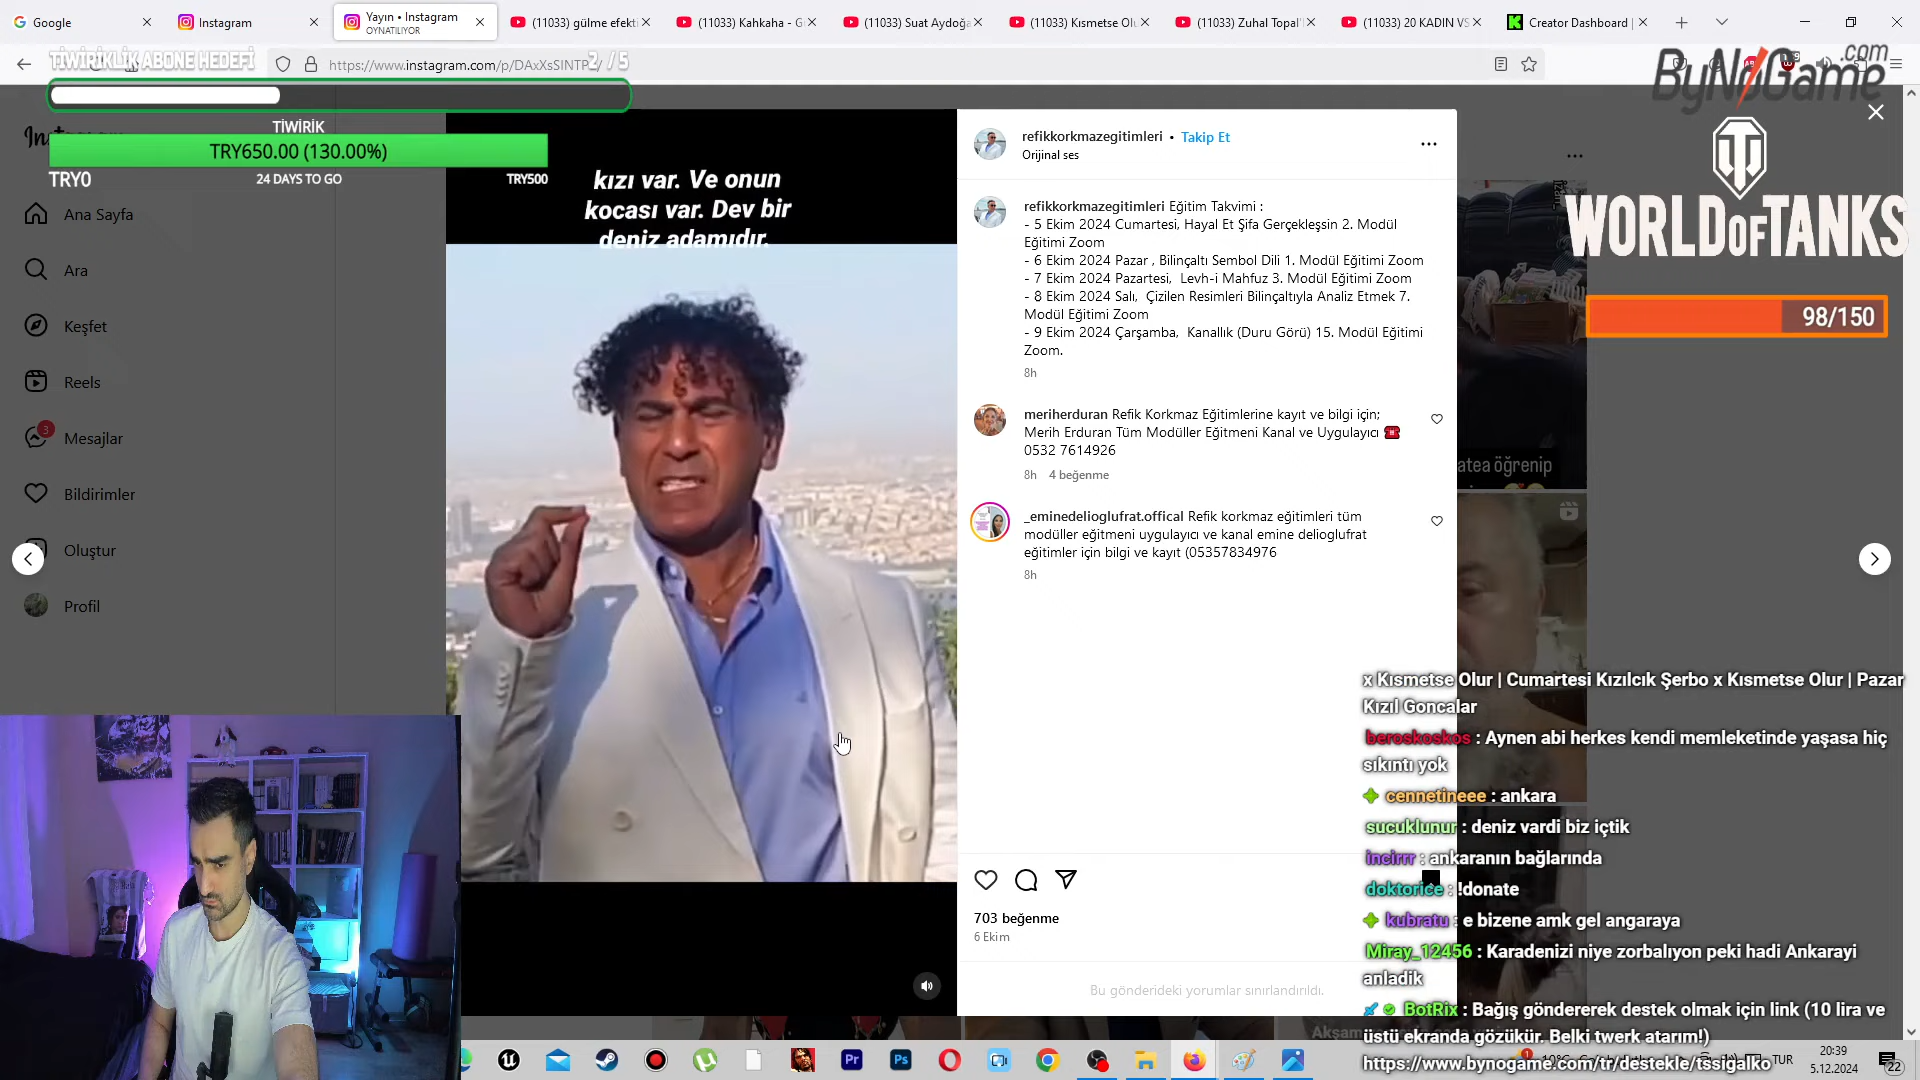 Google
Instagram
Yayın • Instagram
OYNATILIYOR
(11033) gülme efekti
(11033) Kahkaha - G
(11033) Suat Aydoğa
(11033) Kısmetse Olu
(11033) Zuhal Topal'
(11033) 20 KADIN VS
Creator Dashboard |
TİWİRİKLİK ABONE HEDEFİ
2 / 5
https://www.instagram.com/p/DAxXsSINTP
ByNoGame
.com
TİWİRİK
TRY650.00 (130.00%)
TRY0
24 DAYS TO GO
TRY500
Ana Sayfa
Ara
Keşfet
Reels
3
Mesajlar
Bildirimler
Oluştur
Profil
kızı var. Ve onun
kocası var. Dev bir
deniz adamıdır.
refikkorkmazegitimleri • Takip Et
Orijinal ses
refikkorkmazegitimleri Eğitim Takvimi :
- 5 Ekim 2024 Cumartesi, Hayal Et Şifa Gerçekleşsin 2. Modül
Eğitimi Zoom
- 6 Ekim 2024 Pazar , Bilinçaltı Sembol Dili 1. Modül Eğitimi Zoom
- 7 Ekim 2024 Pazartesi, Levh-i Mahfuz 3. Modül Eğitimi Zoom
- 8 Ekim 2024 Salı, Çizilen Resimleri Bilinçaltıyla Analiz Etmek 7.
Modül Eğitimi Zoom
- 9 Ekim 2024 Çarşamba, Kanallık (Duru Görü) 15. Modül Eğitimi
Zoom.
8h
meriherduran Refik Korkmaz Eğitimlerine kayıt ve bilgi için;
Merih Erduran Tüm Modüller Eğitmeni Kanal ve Uygulayıcı ☎️
0532 7614926
8h 4 beğenme
_eminedelioglufrat.offical Refik korkmaz eğitimleri tüm
modüller eğitmeni uygulayıcı ve kanal emine delioglufrat
eğitimler için bilgi ve kayıt (05357834976
8h
703 beğenme
6 Ekim
Bu gönderideki yorumlar sınırlandırıldı.
WORLD OF TANKS
98/150
atea öğrenip
x Kısmetse Olur | Cumartesi Kızılcık Şerbo x Kısmetse Olur | Pazar
Kızıl Goncalar
beroskoskos : Aynen abi herkes kendi memleketinde yaşasa hiç
sıkıntı yok
cennetineee : ankara
sucuklunur : deniz vardi biz içtik
incirrr : ankaranın bağlarında
doktorice : !donate
kubratu : e bizene amk gel angaraya
Miray_12456 : Karadenizi niye zorbalıyon peki hadi Ankarayi
anladik
BotRix : Bağış göndererek destek olmak için link (10 lira ve
üstü ekranda gözükür. Belki twerk atarım!)
https://www.bynogame.com/tr/destekle/tssigalko
Pr
Ps
TUR
20:39
5.12.2024
22